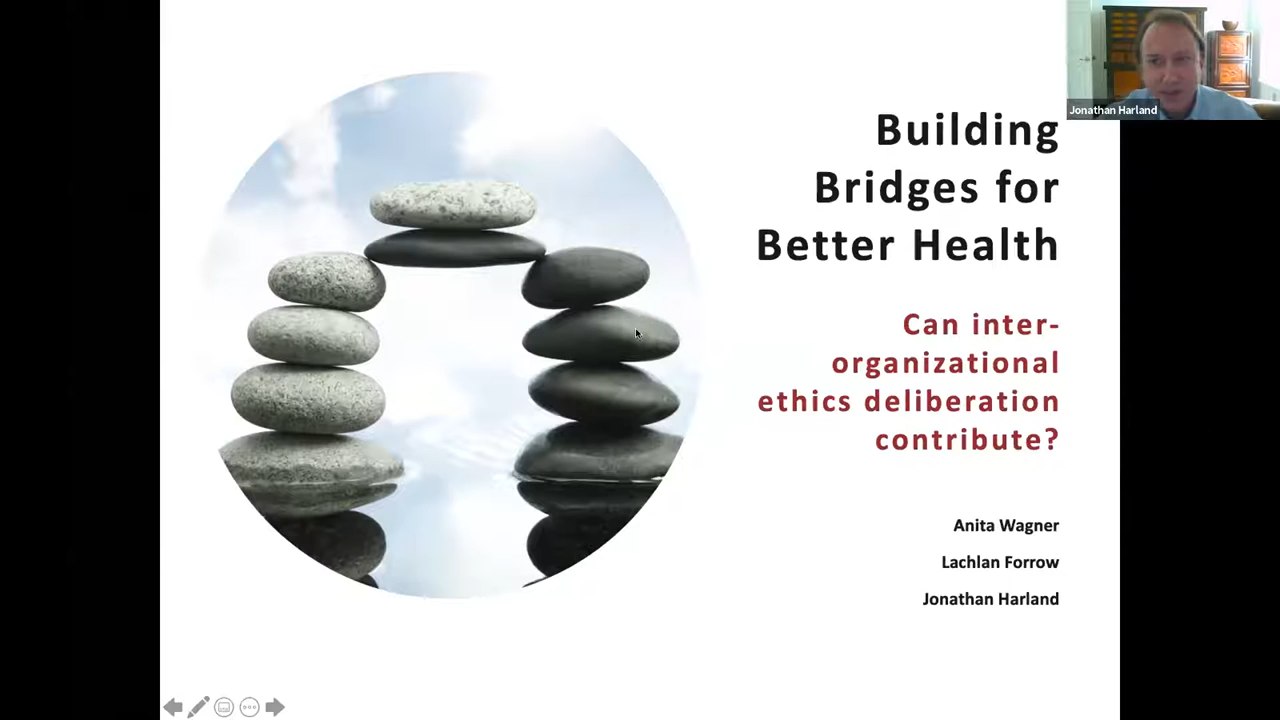 Jonathan Harland
Building
Bridges for
Better Health
Can inter-
organizational
ethics deliberation
contribute?
Anita Wagner
Lachlan Forrow
Jonathan Harland